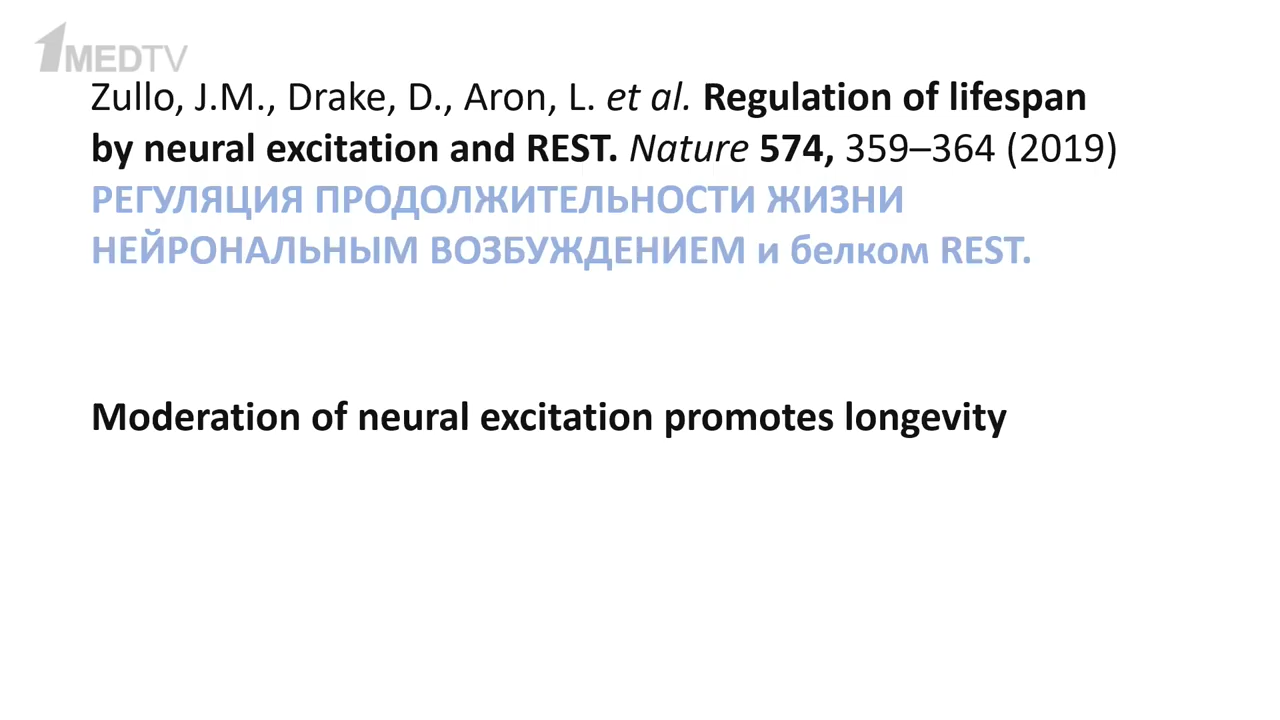 1MEDTV
Zullo, J.M., Drake, D., Aron, L. et al. Regulation of lifespan
by neural excitation and REST. Nature 574, 359–364 (2019)
РЕГУЛЯЦИЯ ПРОДОЛЖИТЕЛЬНОСТИ ЖИЗНИ
НЕЙРОНАЛЬНЫМ ВОЗБУЖДЕНИЕМ и белком REST.
Moderation of neural excitation promotes longevity